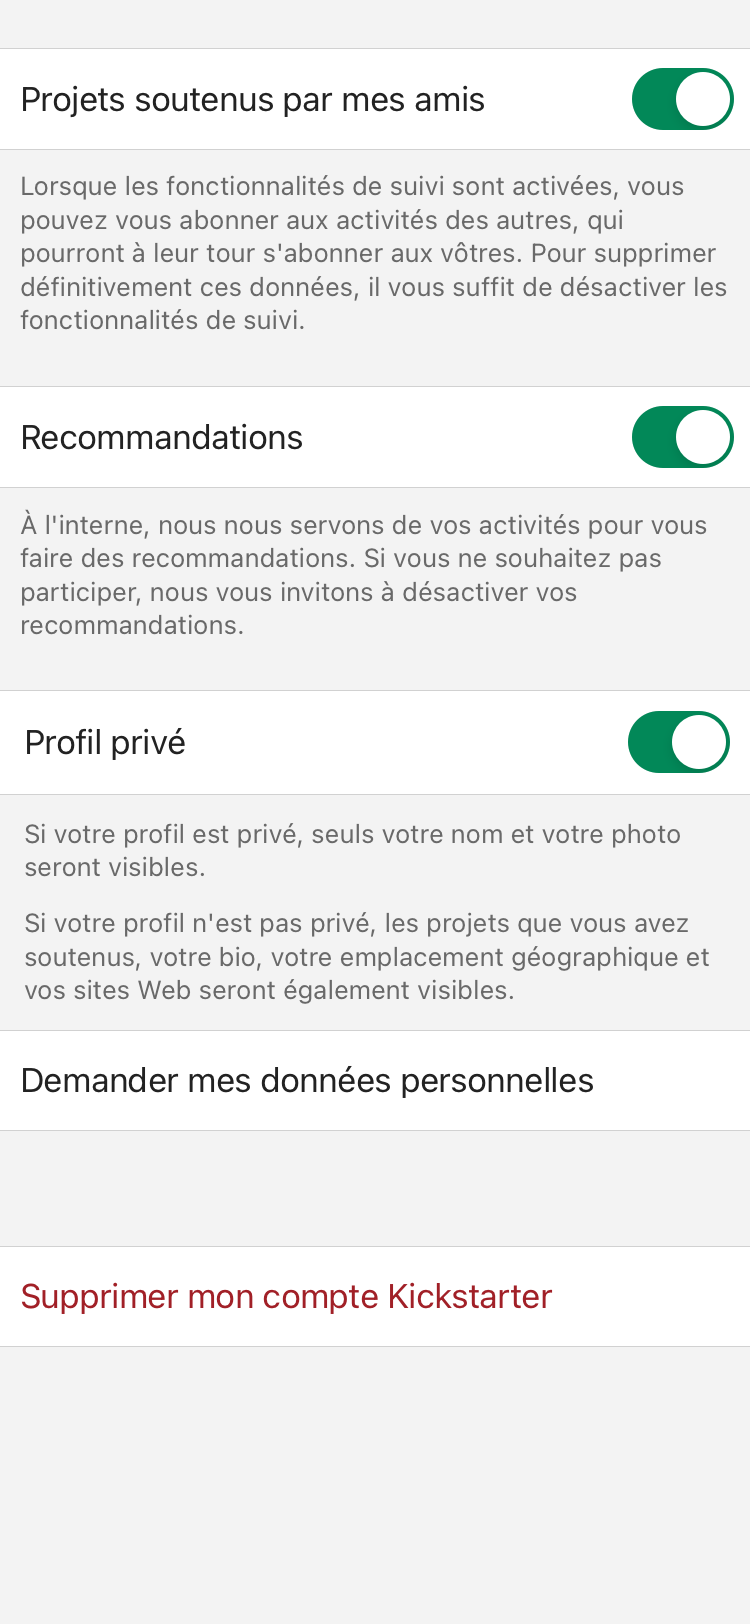 Projets soutenus par mes amis
Lorsque les fonctionnalités de suivi sont activées, vous
pouvez vous abonner aux activités des autres, qui
pourront à leur tour s'abonner aux vôtres. Pour supprimer
définitivement ces données, il vous suffit de désactiver les
fonctionnalités de suivi.
Recommandations
À l'interne, nous nous servons de vos activités pour vous
faire des recommandations. Si vous ne souhaitez pas
participer, nous vous invitons à désactiver vos
recommandations.
Profil privé
Si votre profil est privé, seuls votre nom et votre photo
seront visibles.
Si votre profil n'est pas privé, les projets que vous avez
soutenus, votre bio, votre emplacement géographique et
vos sites Web seront également visibles.
Demander mes données personnelles
Supprimer mon compte Kickstarter